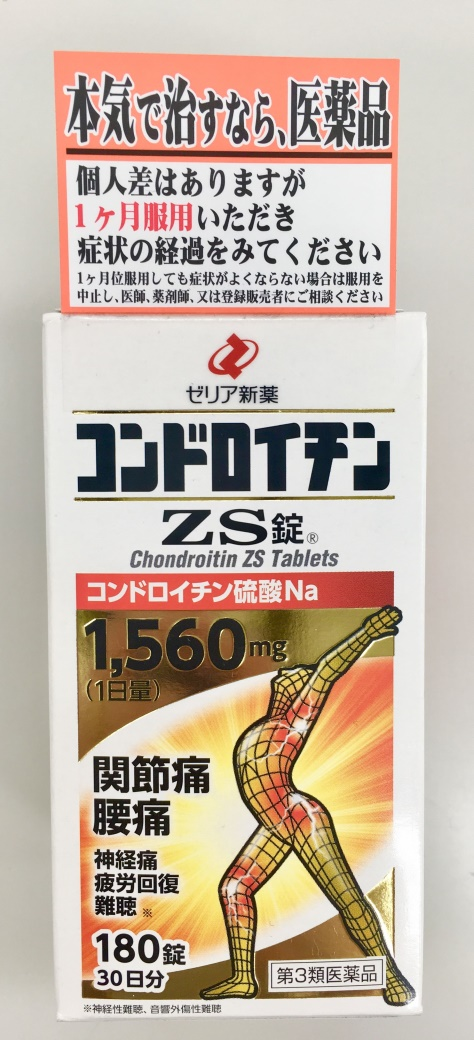 本気で治すなら、医薬品
個人差はありますが
1ヶ月服用いただき
症状の経過をみてください
1ヶ月位服用しても症状がよくならない場合は服用を
中止し、医師、薬剤師、又は登録販売者にご相談ください
ゼリア新薬
コンドロイチン
ZS錠®
Chondroitin ZS Tablets
コンドロイチン硫酸Na
1,560mg
(1日量)
関節痛
腰痛
神経痛
疲労回復
難聴※
180錠
30日分
第3類医薬品
※神経性難聴、音響外傷性難聴